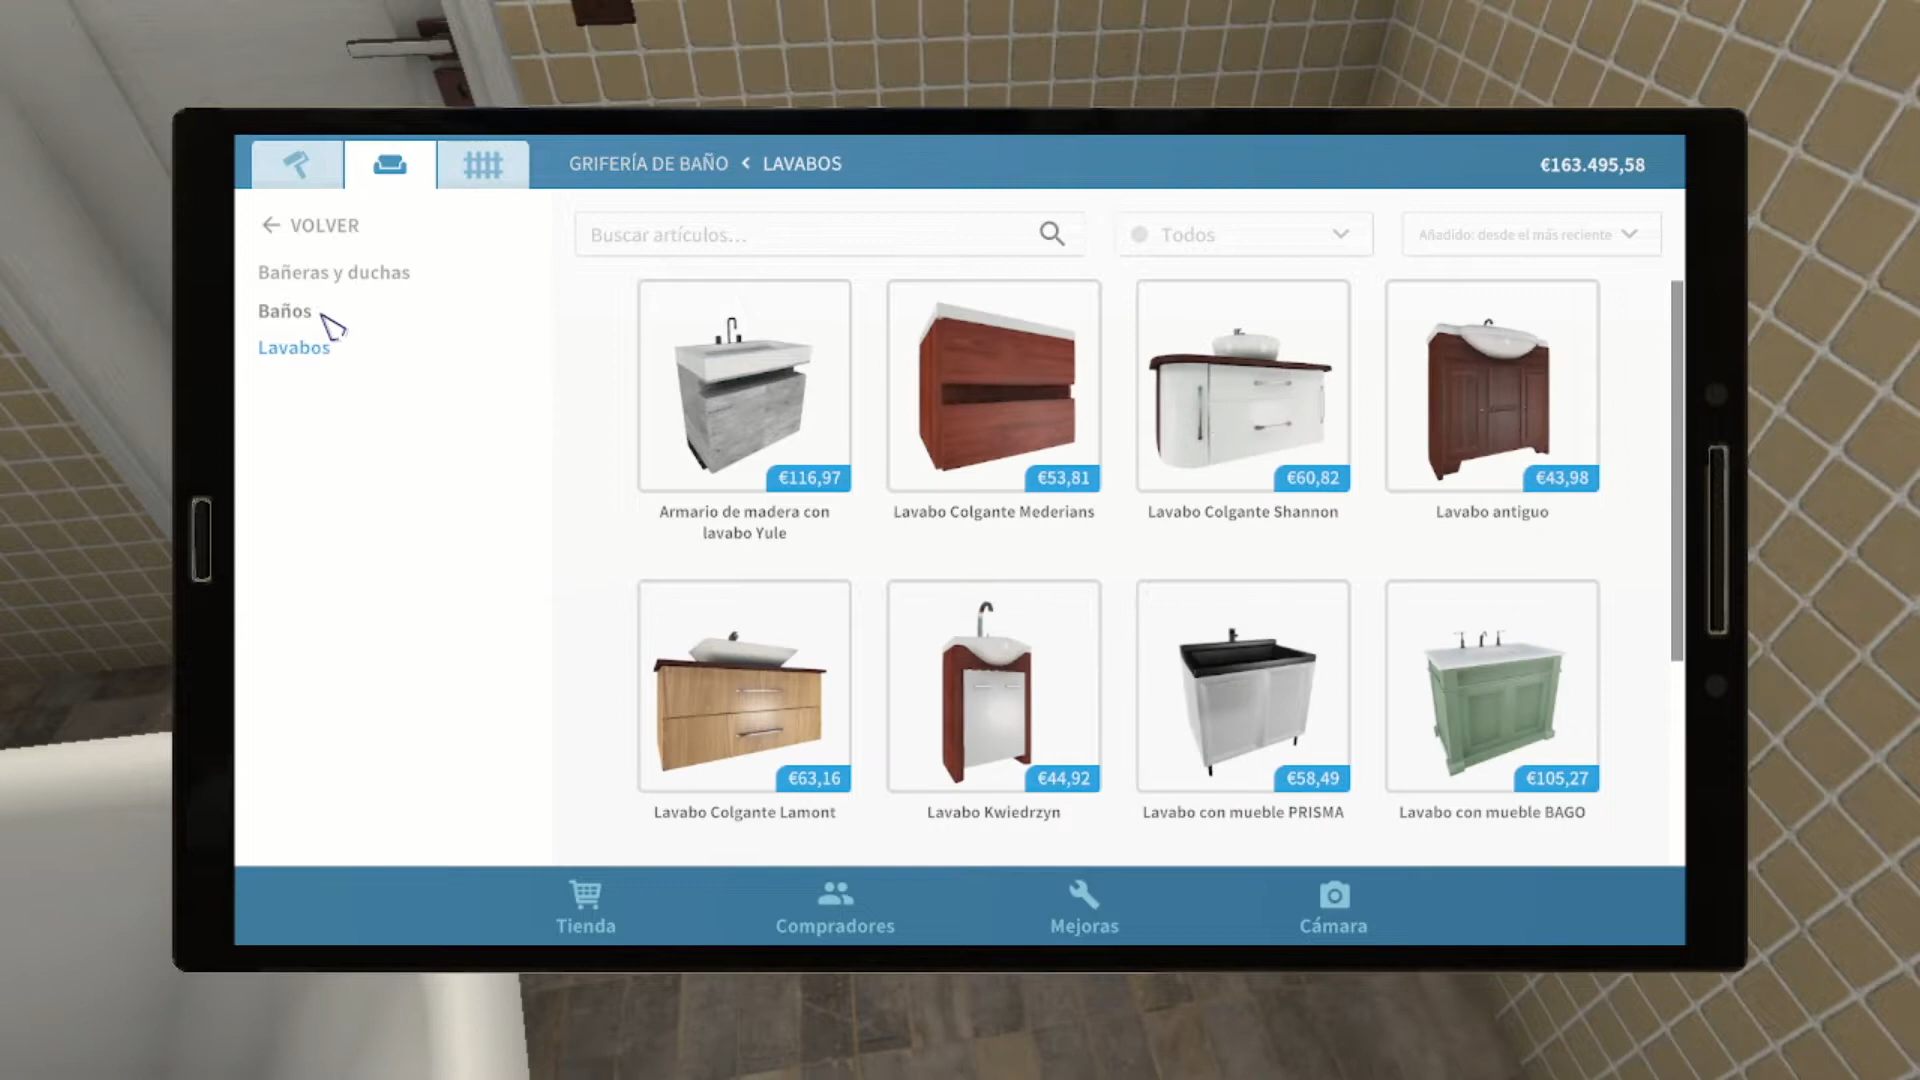 GRIFERÍA DE BAÑO < LAVABOS
€163.495,58
VOLVER
Bañeras y duchas
Baños
Lavabos
Buscar artículos...
Todos
Añadido: desde el más reciente
€116,97
€53,81
€60,82
€43,98
Armario de madera con
lavabo Yule
Lavabo Colgante Mederians
Lavabo Colgante Shannon
Lavabo antiguo
€63,16
€44,92
€58,49
€105,27
Lavabo Colgante Lamont
Lavabo Kwiedrzyn
Lavabo con mueble PRISMA
Lavabo con mueble BAGO
Tienda
Compradores
Mejoras
Cámara